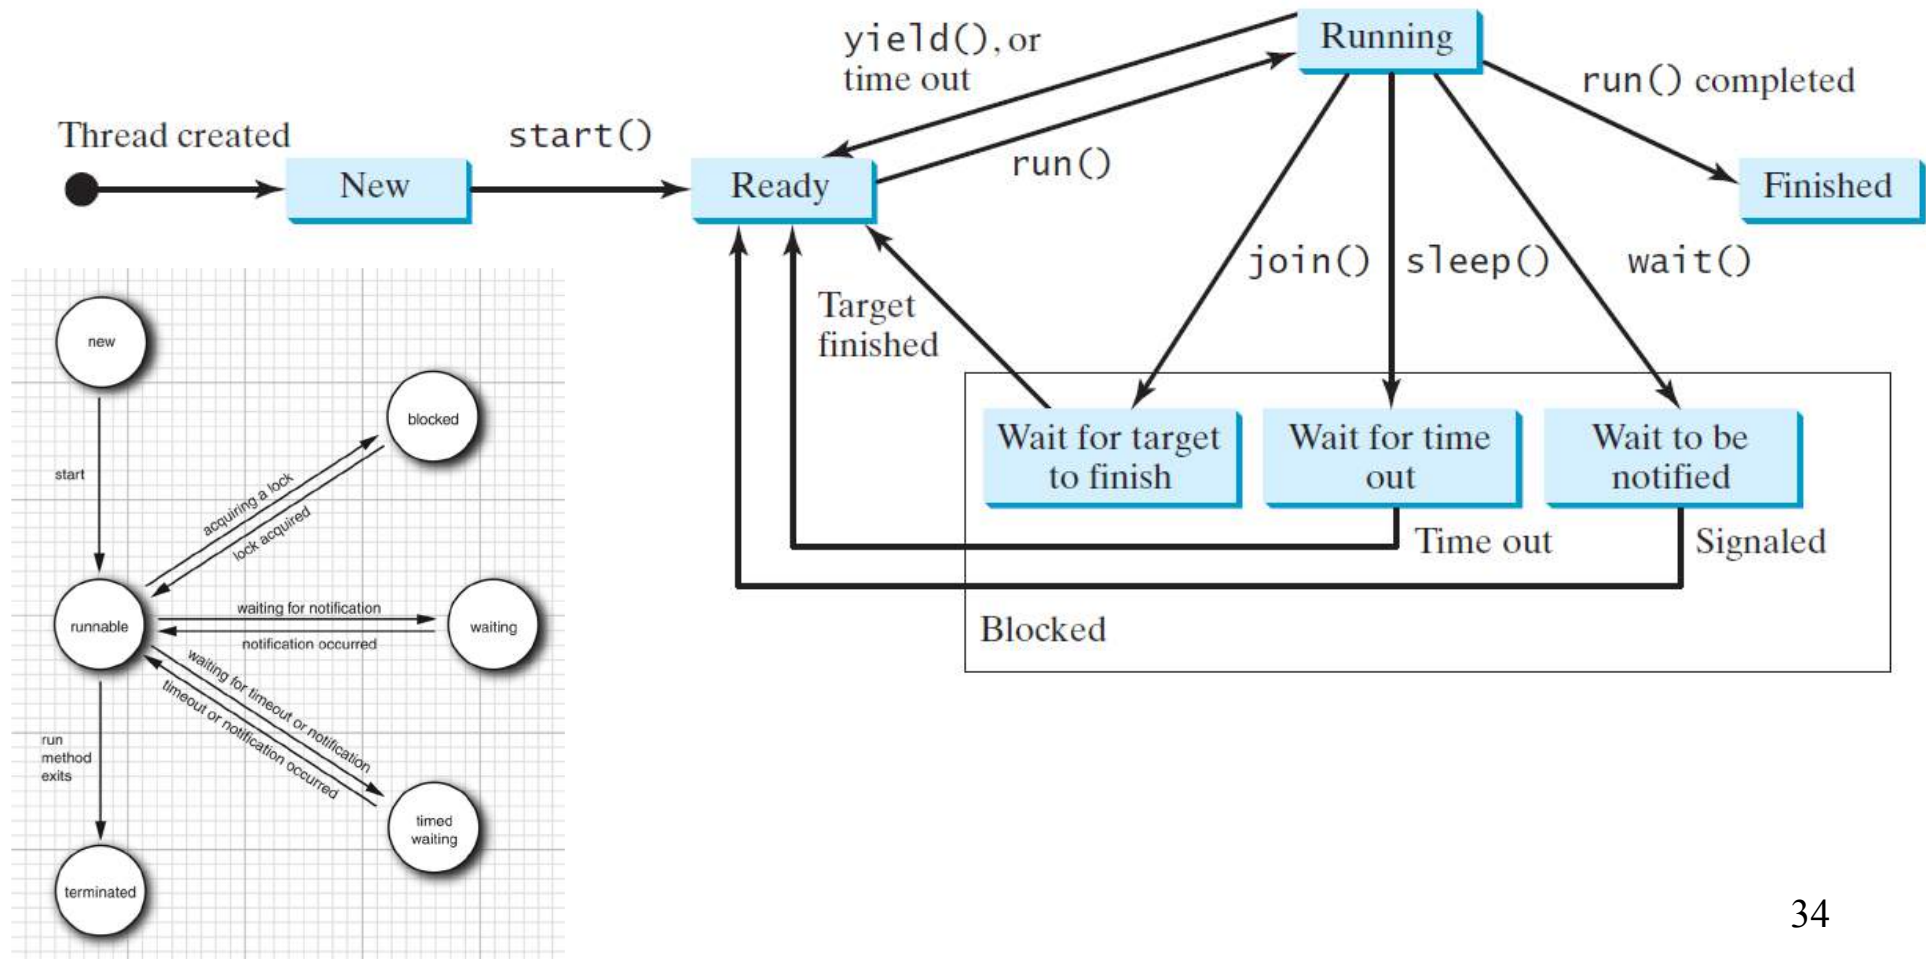 yield(), or
time out
Running
run() completed
Thread created
start()
run()
New
Ready
Finished
join()
sleep()
wait()
Target
finished
Wait for target
to finish
Wait for time
out
Wait to be
notified
Time out
Signaled
Blocked
new
blocked
start
acquiring a lock
lock acquired
runnable
waiting for notification
notification occurred
waiting
waiting for timeout or notification
timeout or notification occurred
run
method
exits
timed
waiting
terminated
34